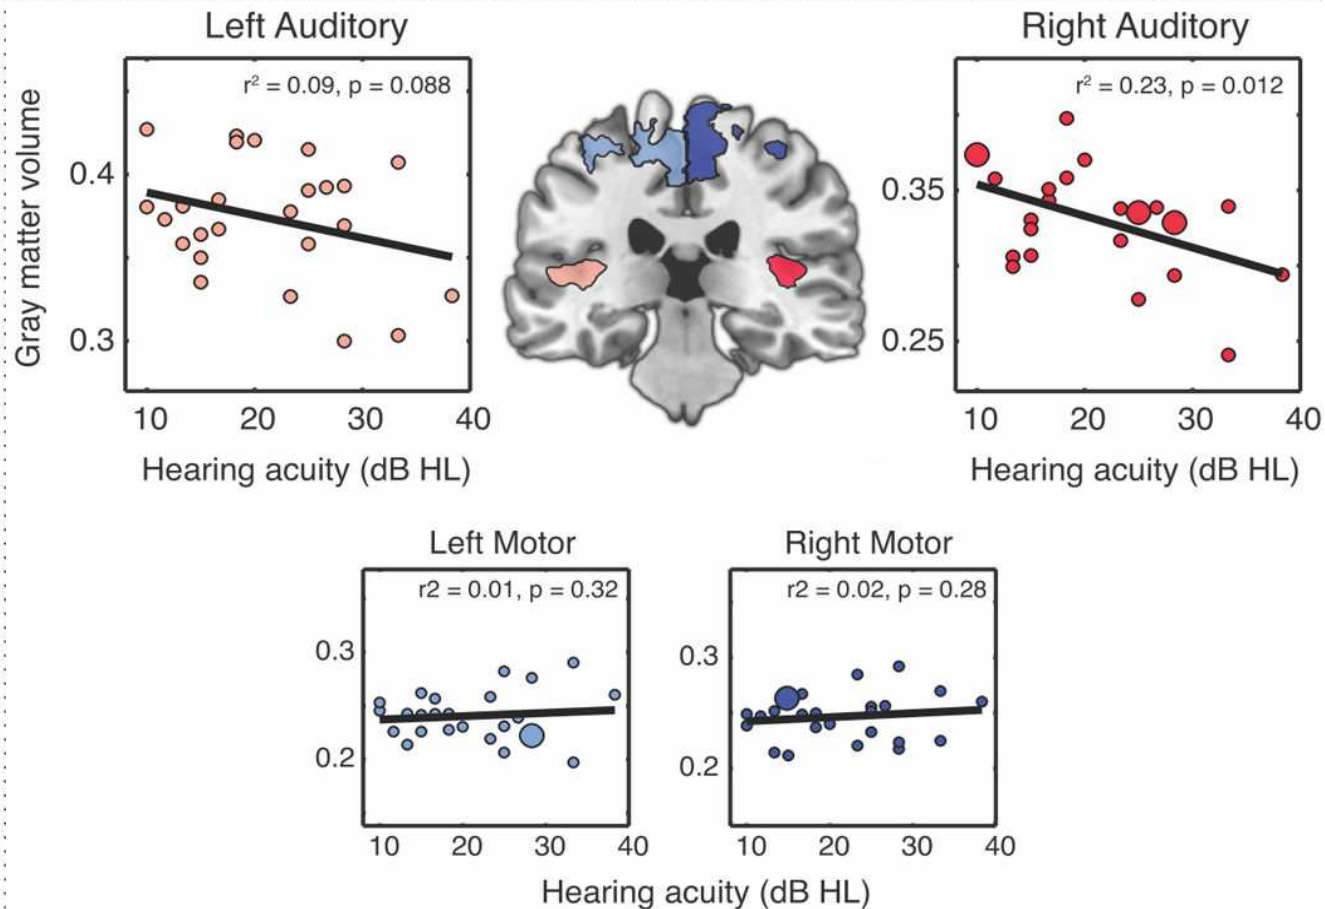 Left Auditory
r² = 0.09, p = 0.088
Gray matter volume
0.4
0.3
10 20 30 40
Hearing acuity (dB HL)
Right Auditory
r² = 0.23, p = 0.012
0.35
0.25
10 20 30 40
Hearing acuity (dB HL)
Left Motor
r2 = 0.01, p = 0.32
0.3
0.2
10 20 30 40
Right Motor
r2 = 0.02, p = 0.28
0.3
0.2
10 20 30 40
Hearing acuity (dB HL)